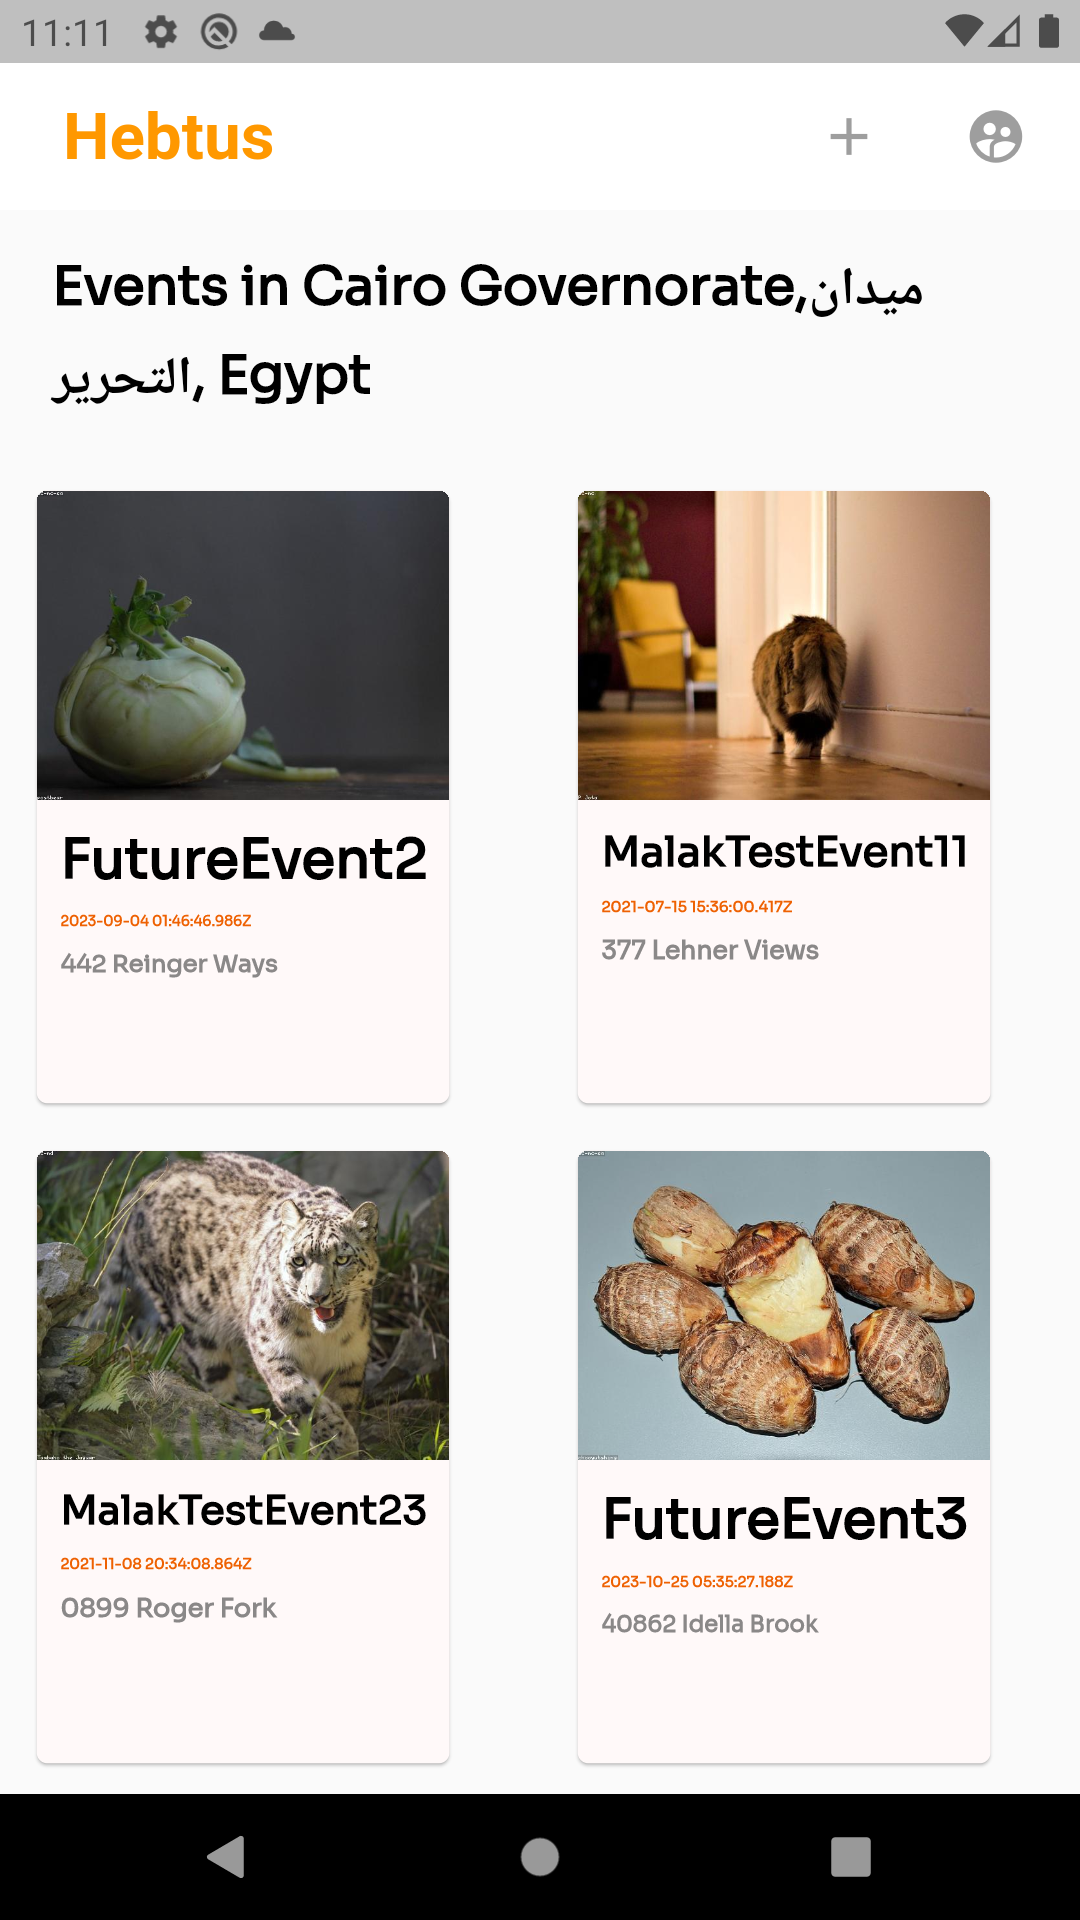 11:11
Hebtus
Events in Cairo Governorate,ميدان
التحرير, Egypt
FutureEvent2
2023-09-04 01:46:46.986Z
442 Reinger Ways
MalakTestEvent11
2021-07-15 15:36:00.417Z
377 Lehner Views
MalakTestEvent23
2021-11-08 20:34:08.864Z
0899 Roger Fork
FutureEvent3
2023-10-25 05:35:27.188Z
40862 Idella Brook